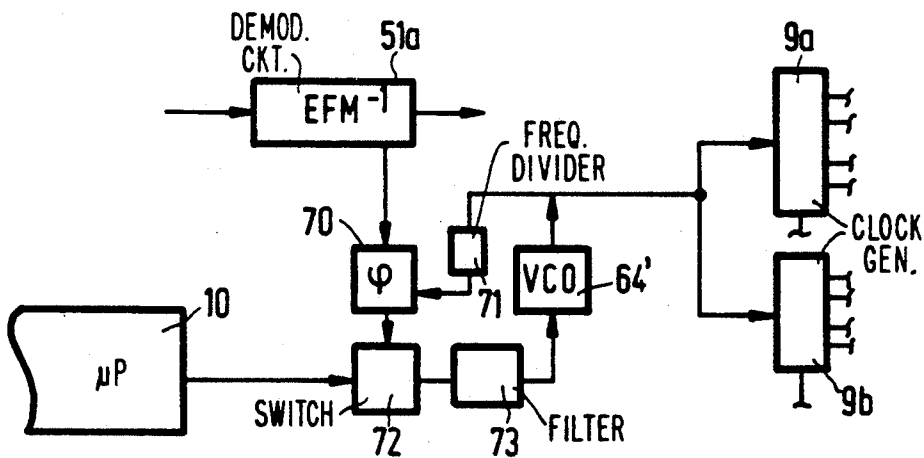 DEMOD.
CKT.
51a
EFM⁻¹
FREQ.
DIVIDER
9a
70
φ
71
VCO
64'
CLOCK
GEN.
10
μP
SWITCH
72
73
FILTER
9b